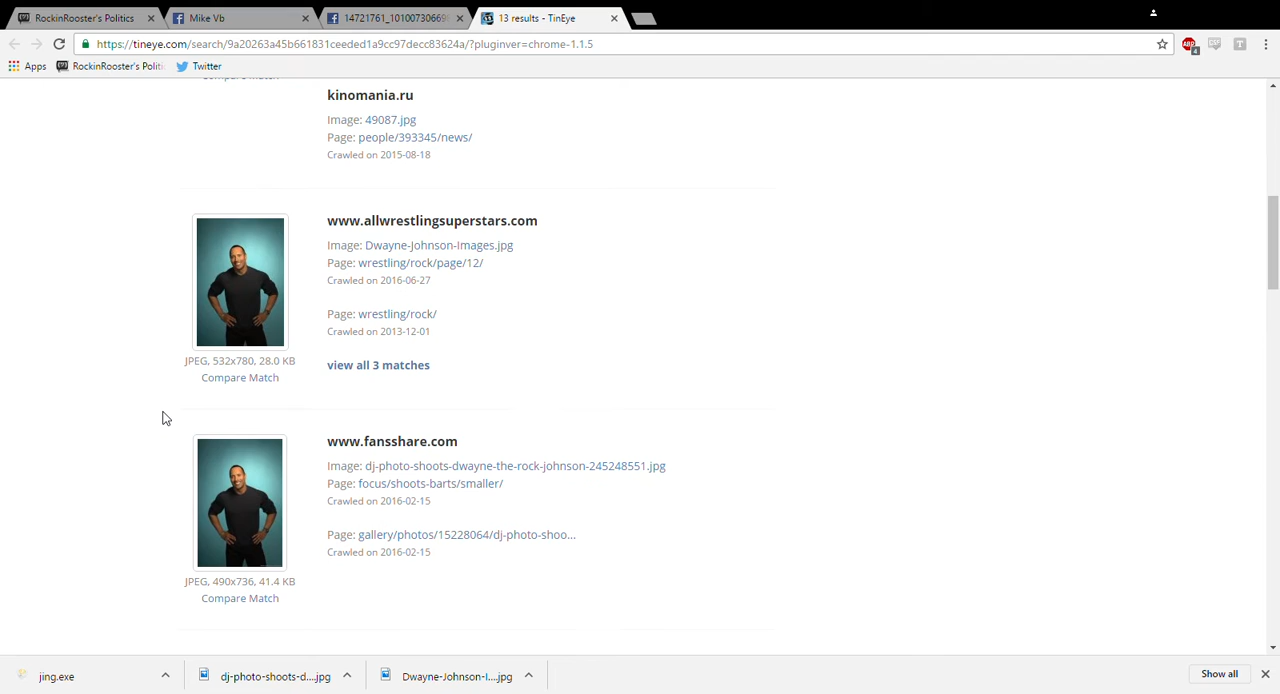 RockinRooster's Politics
Mike Vb
14721761_10100730669
13 results - TinEye
https://tineye.com/search/9a20263a45b661831ceeded1a9cc97decc83624a/?pluginver=chrome-1.1.5
ABP
4
T
Apps
RockinRooster's Politi
Twitter
Compare Match
kinomania.ru
Image: 49087.jpg
Page: people/393345/news/
Crawled on 2015-08-18
www.allwrestlingsuperstars.com
Image: Dwayne-Johnson-Images.jpg
Page: wrestling/rock/page/12/
Crawled on 2016-06-27
Page: wrestling/rock/
Crawled on 2013-12-01
JPEG, 532x780, 28.0 KB
view all 3 matches
Compare Match
www.fansshare.com
Image: dj-photo-shoots-dwayne-the-rock-johnson-245248551.jpg
Page: focus/shoots-barts/smaller/
Crawled on 2016-02-15
Page: gallery/photos/15228064/dj-photo-shoo...
Crawled on 2016-02-15
JPEG, 490x736, 41.4 KB
Compare Match
jing.exe
dj-photo-shoots-d....jpg
Dwayne-Johnson-I....jpg
Show all